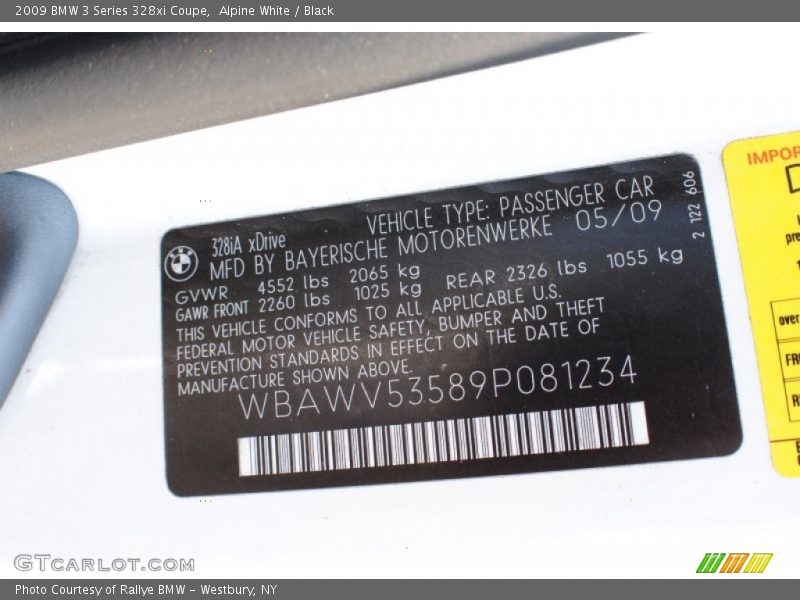 2009 BMW 3 Series 328xi Coupe, Alpine White / Black
328iA xDrive
VEHICLE TYPE: PASSENGER CAR
MFD BY BAYERISCHE MOTORENWERKE 05/09
GVWR 4552 lbs 2065 kg
GAWR FRONT 2260 lbs 1025 kg REAR 2326 lbs 1055 kg
THIS VEHICLE CONFORMS TO ALL APPLICABLE U.S.
FEDERAL MOTOR VEHICLE SAFETY, BUMPER AND THEFT
PREVENTION STANDARDS IN EFFECT ON THE DATE OF
MANUFACTURE SHOWN ABOVE.
WBAWV53589P081234
2 122 606
IMPOR
over
GTCARLOT.COM
Photo Courtesy of Rallye BMW - Westbury, NY